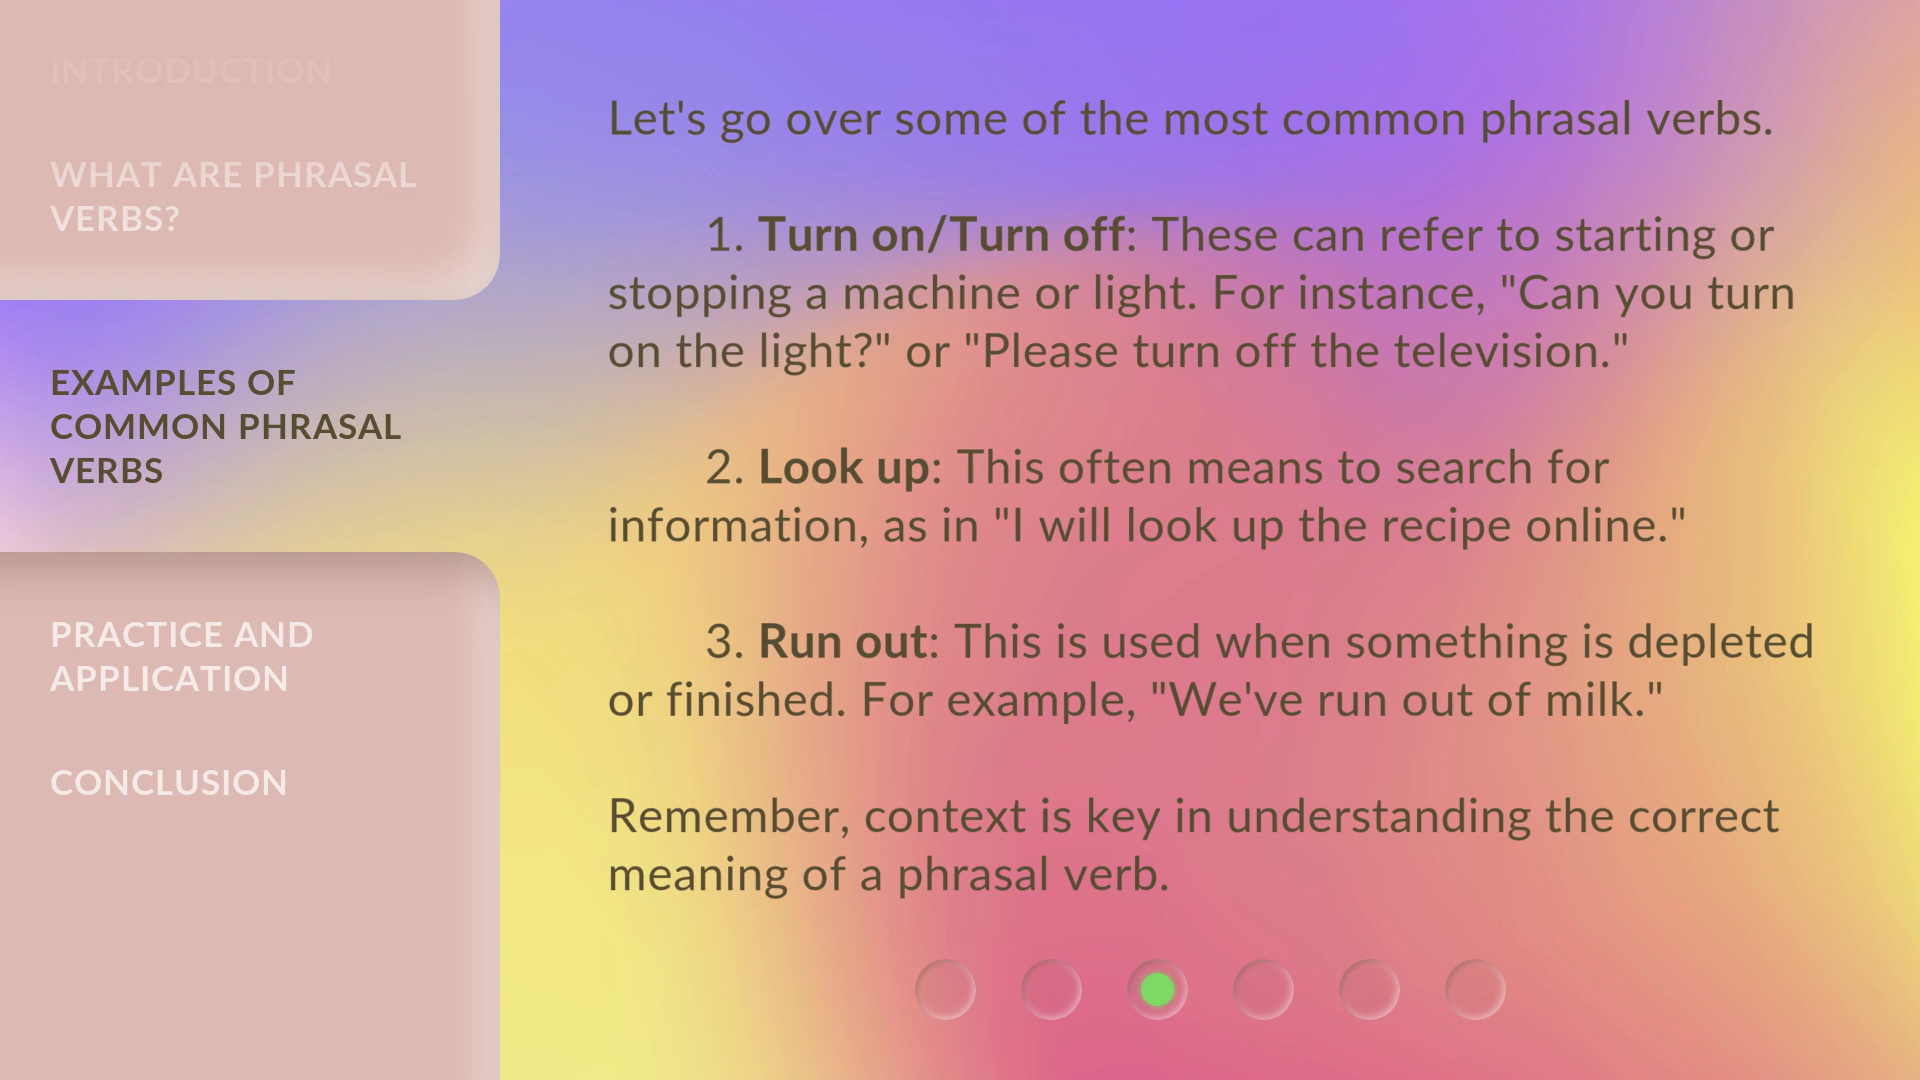 INTRODUCTION
WHAT ARE PHRASAL
VERBS?
EXAMPLES OF
COMMON PHRASAL
VERBS
PRACTICE AND
APPLICATION
CONCLUSION
Let's go over some of the most common phrasal verbs.
1. Turn on/Turn off: These can refer to starting or
stopping a machine or light. For instance, "Can you turn
on the light?" or "Please turn off the television."
2. Look up: This often means to search for
information, as in "I will look up the recipe online."
3. Run out: This is used when something is depleted
or finished. For example, "We've run out of milk."
Remember, context is key in understanding the correct
meaning of a phrasal verb.